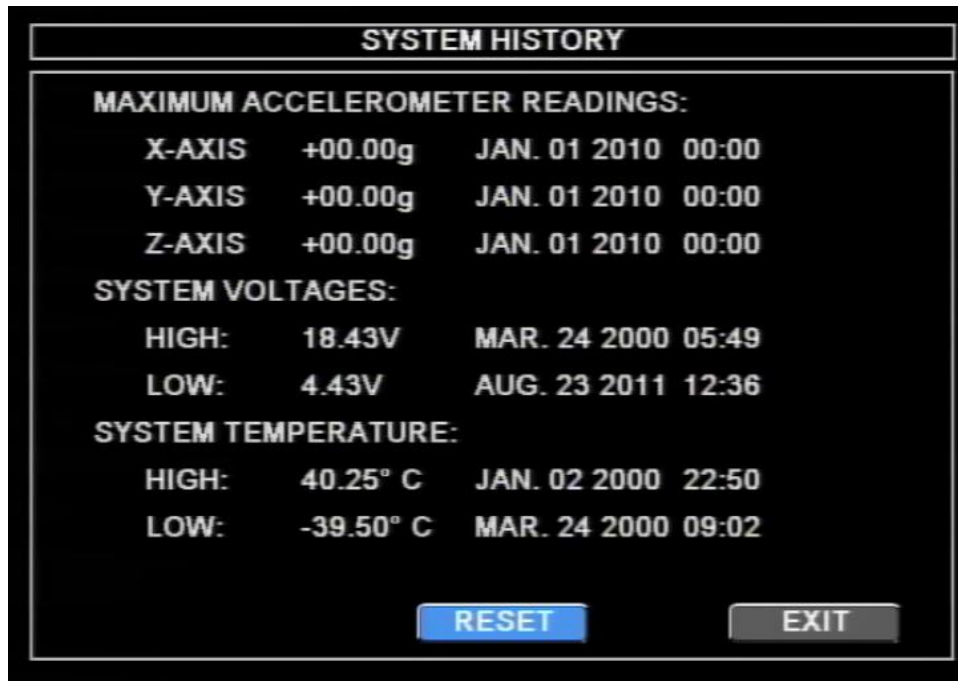 SYSTEM HISTORY
MAXIMUM ACCELEROMETER READINGS:
X-AXIS +00.00g JAN. 01 2010 00:00
Y-AXIS +00.00g JAN. 01 2010 00:00
Z-AXIS +00.00g JAN. 01 2010 00:00
SYSTEM VOLTAGES:
HIGH: 18.43V MAR. 24 2000 05:49
LOW: 4.43V AUG. 23 2011 12:36
SYSTEM TEMPERATURE:
HIGH: 40.25° C JAN. 02 2000 22:50
LOW: -39.50° C MAR. 24 2000 09:02
RESET EXIT